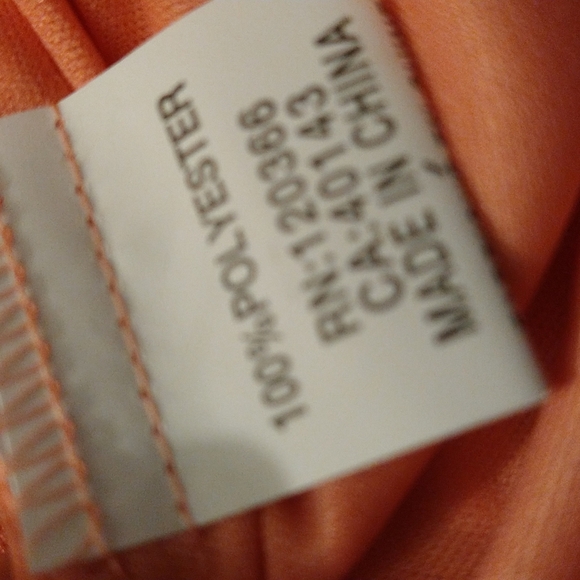 100%POLYESTER
RN:120366
CA:40143
MADE IN CHINA